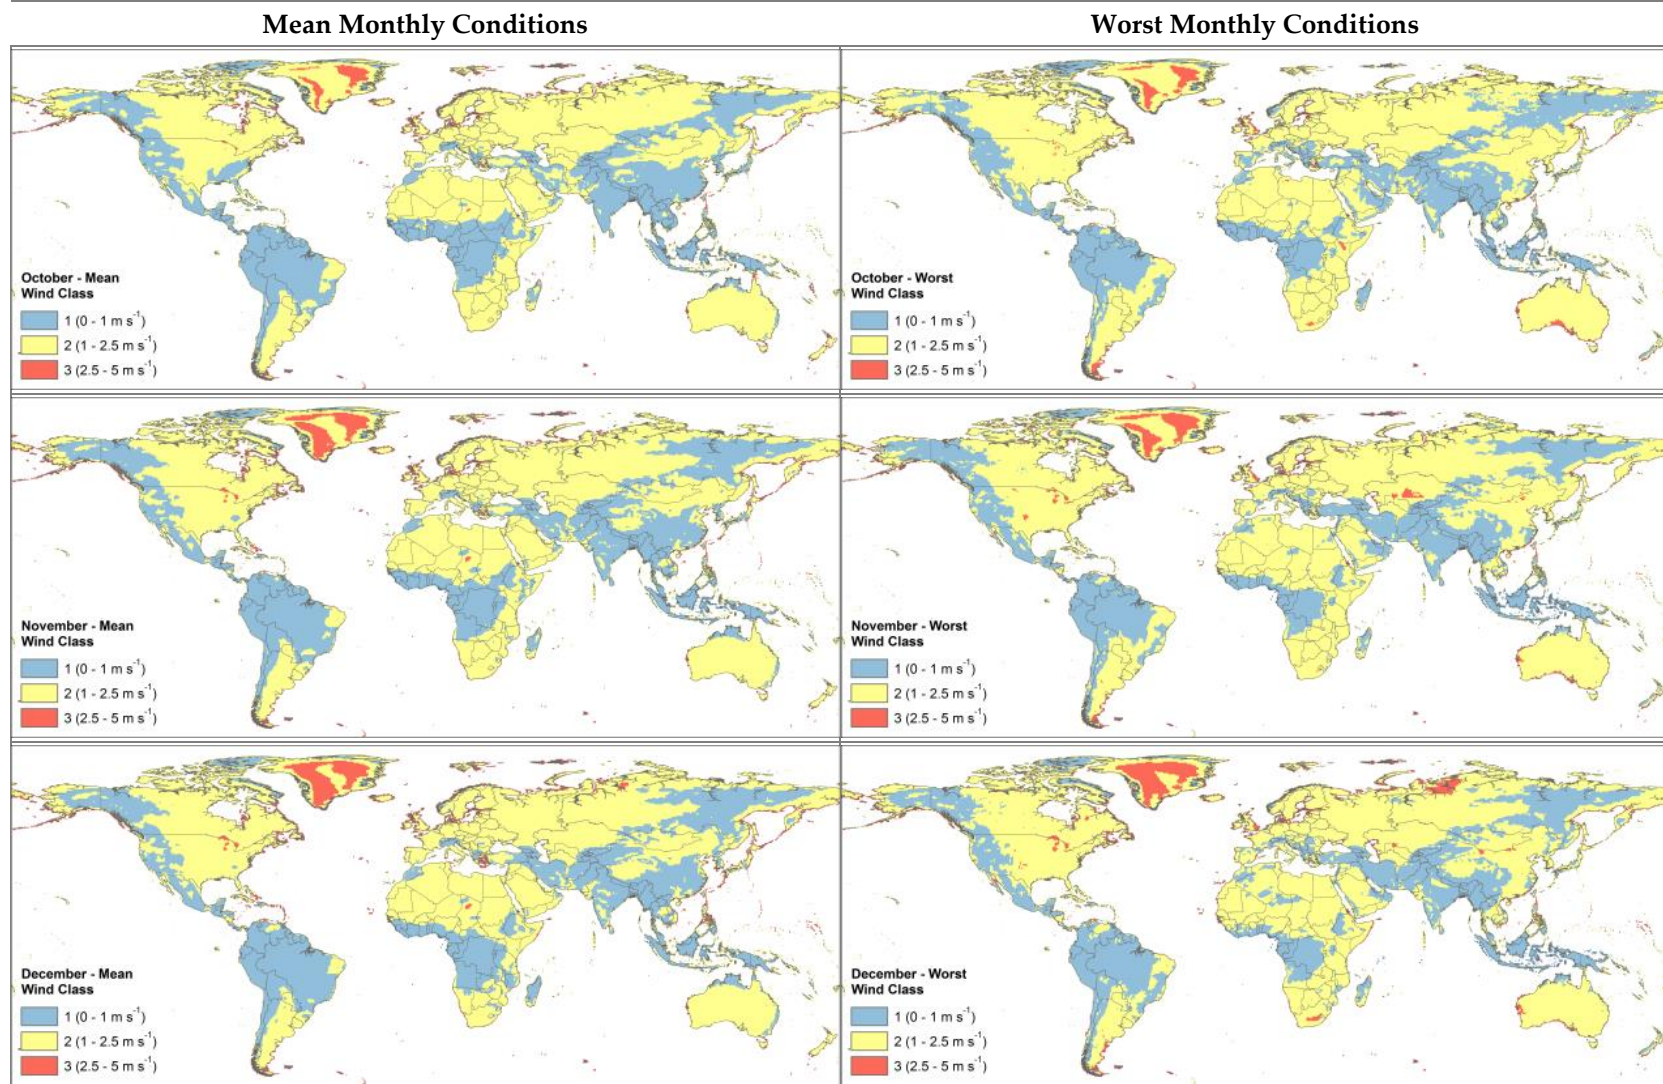 Mean Monthly Conditions
Worst Monthly Conditions
October - Mean
Wind Class
1 (0 - 1 m s⁻¹)
2 (1 - 2.5 m s⁻¹)
3 (2.5 - 5 m s⁻¹)
October - Worst
Wind Class
1 (0 - 1 m s⁻¹)
2 (1 - 2.5 m s⁻¹)
3 (2.5 - 5 m s⁻¹)
November - Mean
Wind Class
1 (0 - 1 m s⁻¹)
2 (1 - 2.5 m s⁻¹)
3 (2.5 - 5 m s⁻¹)
November - Worst
Wind Class
1 (0 - 1 m s⁻¹)
2 (1 - 2.5 m s⁻¹)
3 (2.5 - 5 m s⁻¹)
December - Mean
Wind Class
1 (0 - 1 m s⁻¹)
2 (1 - 2.5 m s⁻¹)
3 (2.5 - 5 m s⁻¹)
December - Worst
Wind Class
1 (0 - 1 m s⁻¹)
2 (1 - 2.5 m s⁻¹)
3 (2.5 - 5 m s⁻¹)